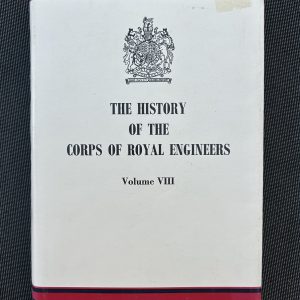 THE HISTORY
OF THE
CORPS OF ROYAL ENGINEERS
Volume VIII